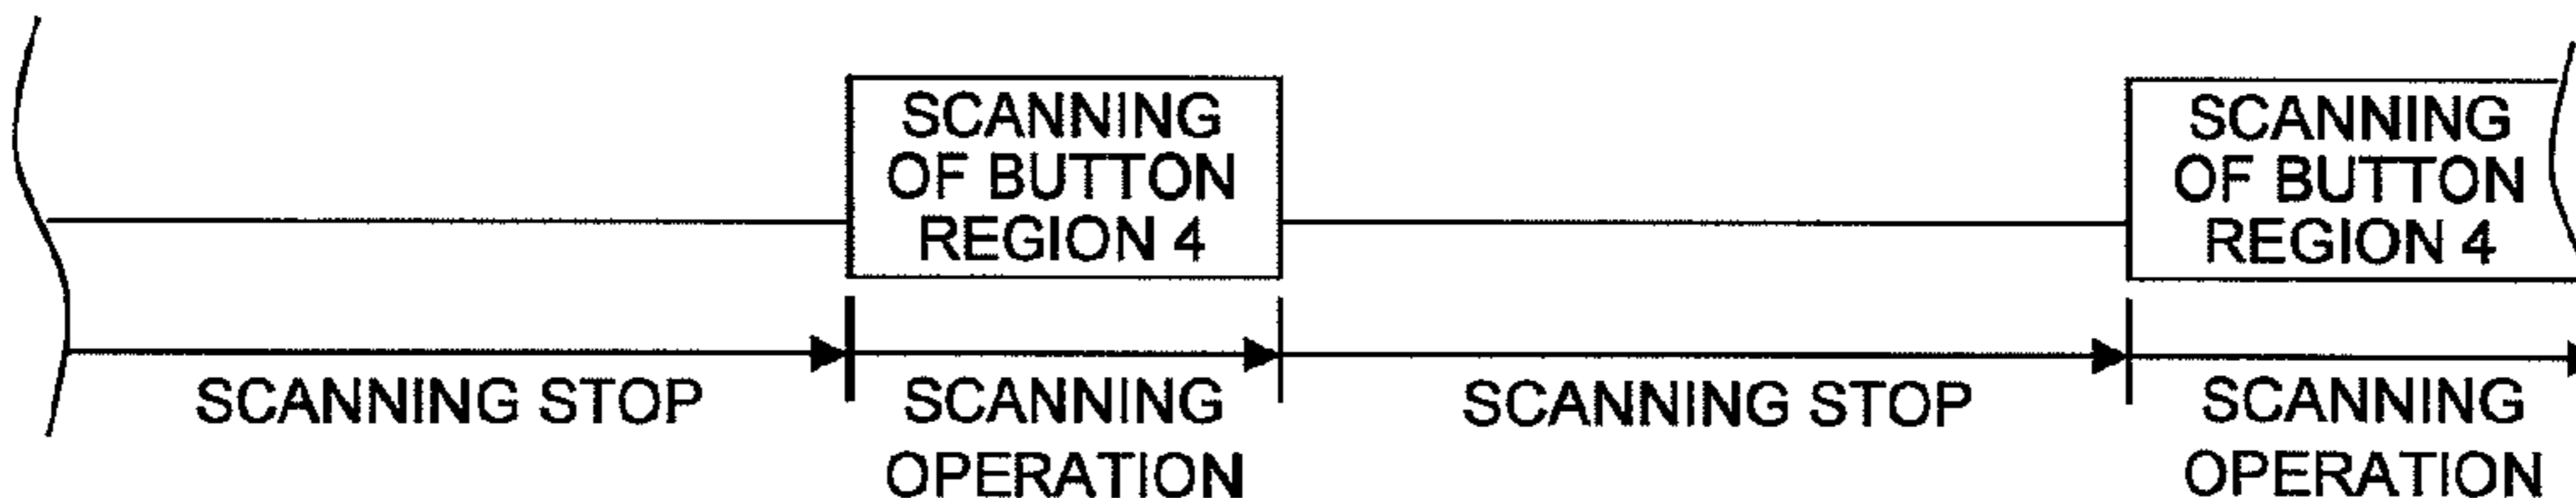 SCANNING
OF BUTTON
REGION 4
SCANNING
OF BUTTON
REGION 4
SCANNING STOP
SCANNING
OPERATION
SCANNING STOP
SCANNING
OPERATION